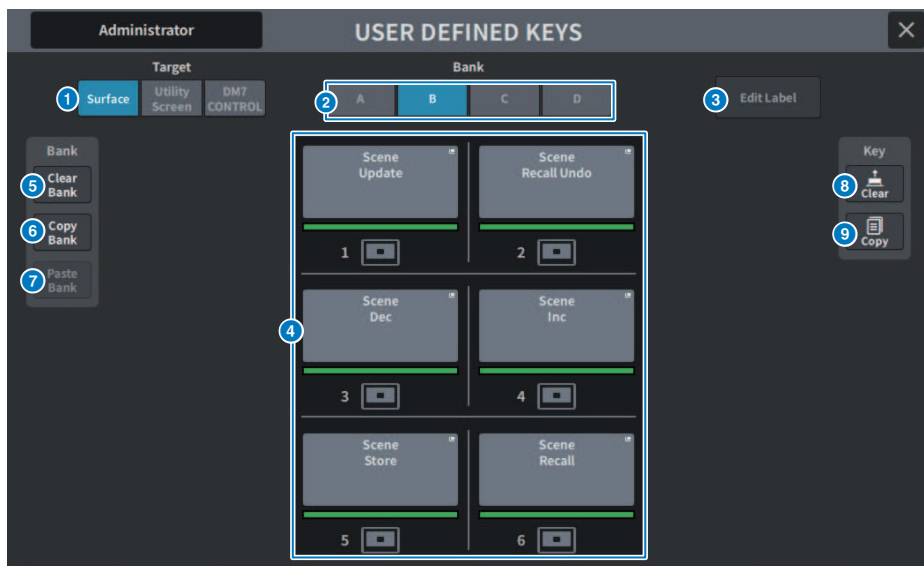 Administrator
USER DEFINED KEYS
Target
Bank
1
Surface
Utility
Screen
DM7
CONTROL
2
A
B
C
D
3
Edit Label
Bank
5
Clear
Bank
6
Copy
Bank
7
Paste
Bank
4
Scene
Update
Scene
Recall Undo
1
2
Scene
Dec
Scene
Inc
3
4
Scene
Store
Scene
Recall
5
6
Key
8
Clear
9
Copy